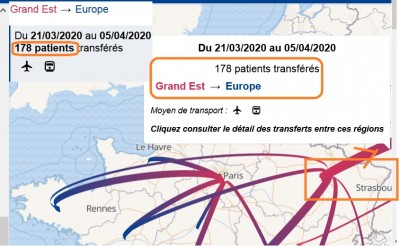 Grand Est → Europe
Du 21/03/2020 au 05/04/2020
178 patients transférés
Du 21/03/2020 au 05/04/2020
178 patients transférés
Grand Est → Europe
Moyen de transport :
Cliquez consulter le détail des transferts entre ces régions
Le Havre
Paris
Strasbou
Rennes